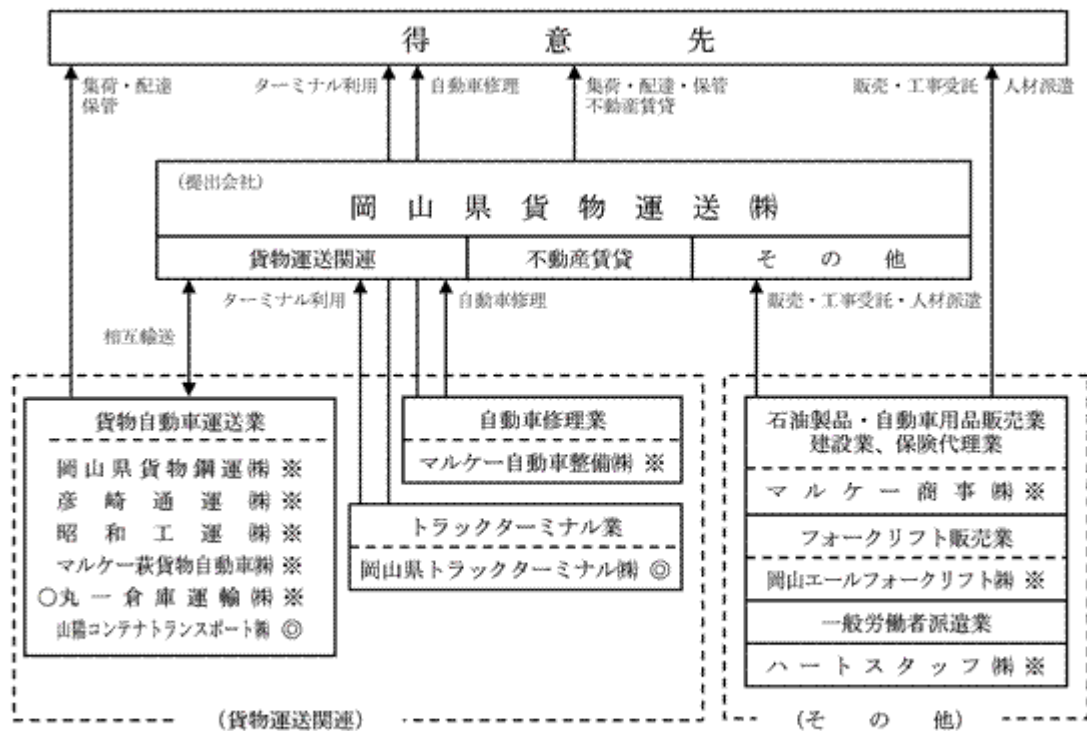 得意先
集荷・配達
保管
ターミナル利用
自動車修理
集荷・配達・保管
不動産賃貸
販売・工事受託
人材派遣
(提出会社)
岡山県貨物運送㈱
貨物運送関連
不動産賃貸
その他
ターミナル利用
自動車修理
販売・工事受託・人材派遣
相互輸送
貨物自動車運送業
岡山県貨物鋼運㈱ ※
彦崎通運㈱ ※
昭和工運㈱ ※
マルケー萩貨物自動車㈱ ※
○丸一倉庫運輸㈱ ※
山陽コンテナトランスポート㈱ ◎
自動車修理業
マルケー自動車整備㈱ ※
トラックターミナル業
岡山県トラックターミナル㈱ ◎
石油製品・自動車用品販売業
建設業、保険代理業
マルケー商事㈱ ※
フォークリフト販売業
岡山エールフォークリフト㈱ ※
一般労働者派遣業
ハートスタッフ㈱ ※
(貨物運送関連)
(その他)